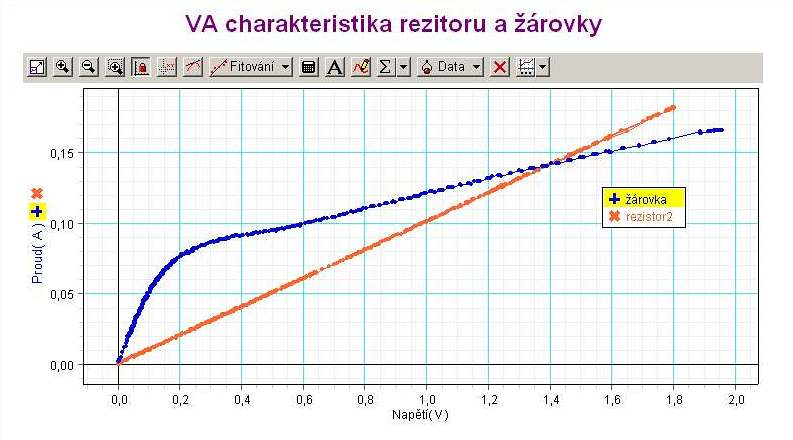 VA charakteristika rezitoru a žárovky
Fitování
A
Σ
Data
Proud( A )
0,15
0,10
0,05
0,00
žárovka
rezistor2
0,0 0,2 0,4 0,6 0,8 1,0 1,2 1,4 1,6 1,8 2,0
Napětí( V )